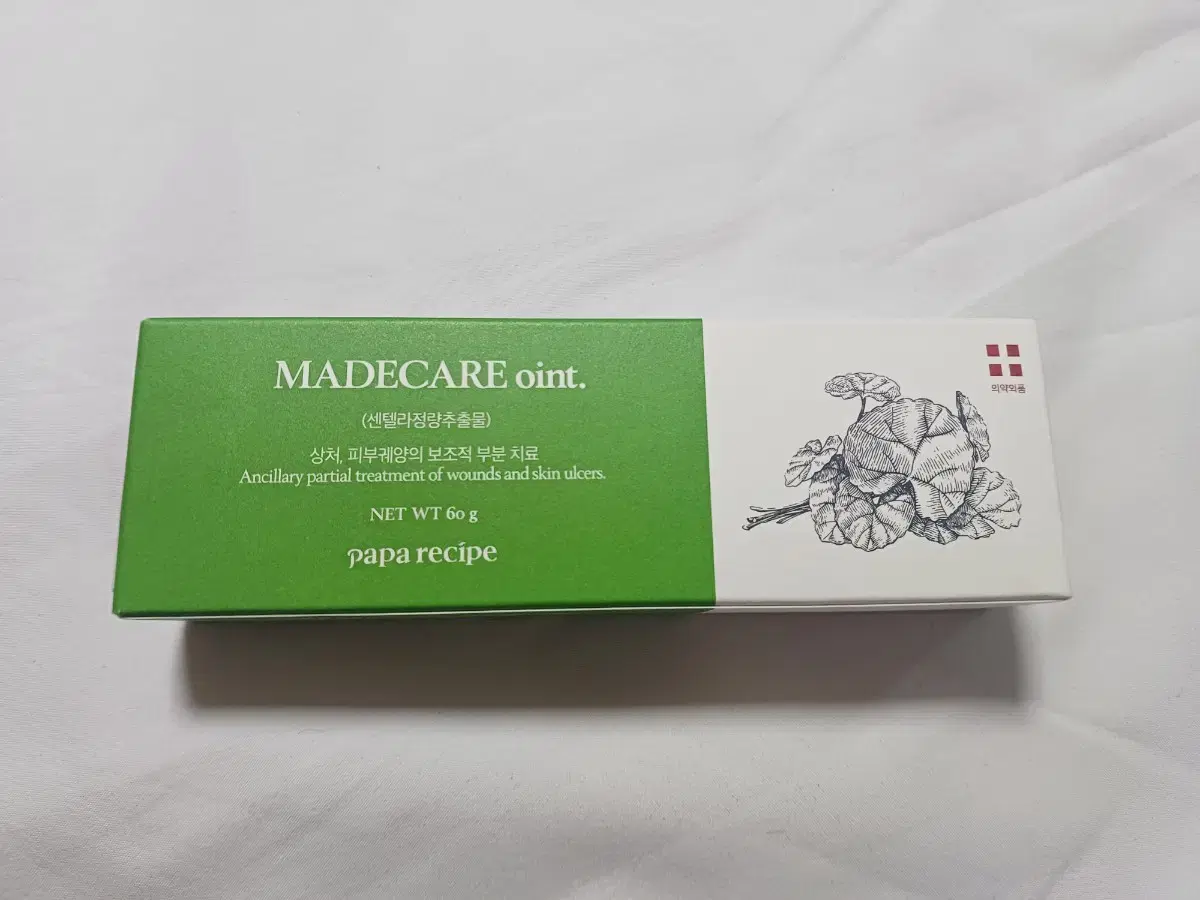 MADECARE oint.
(센텔라정량추출물)
상처, 피부궤양의 보조적 부분 치료
Ancillary partial treatment of wounds and skin ulcers.
NET WT 60 g
papa recipe
의약외품